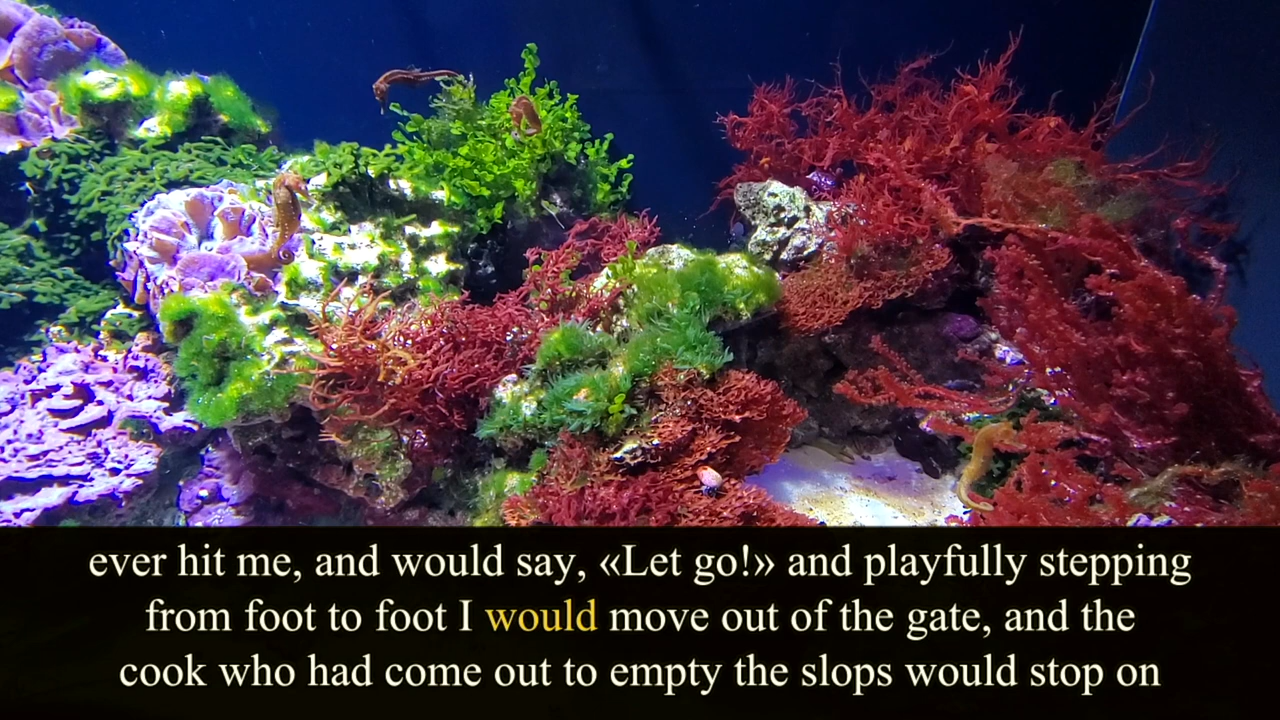 ever hit me, and would say, «Let go!» and playfully stepping
from foot to foot I would move out of the gate, and the
cook who had come out to empty the slops would stop on